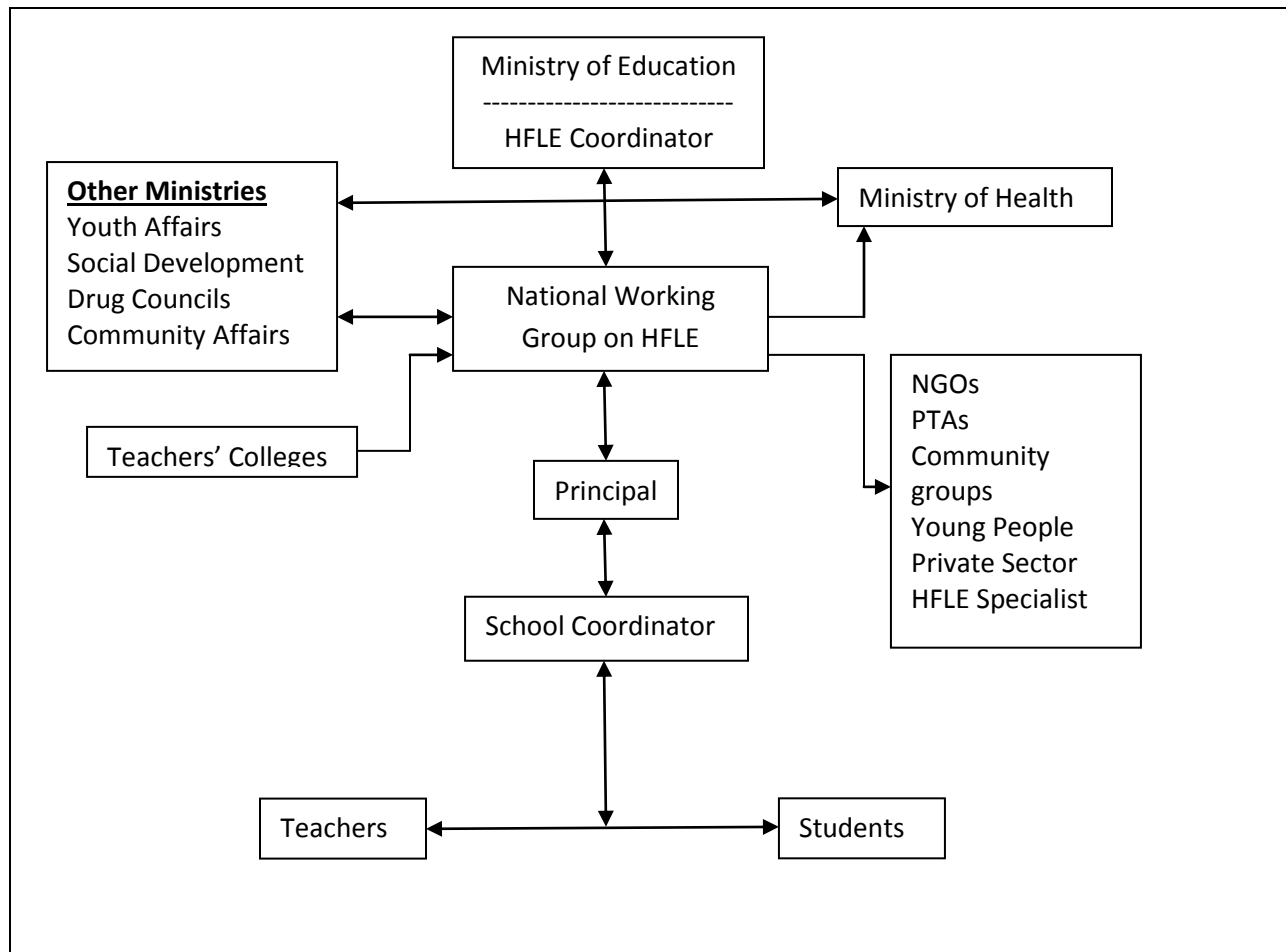 Ministry of Education
----------------------------
HFLE Coordinator
Other Ministries
Youth Affairs
Social Development
Drug Councils
Community Affairs
Ministry of Health
National Working
Group on HFLE
Teachers’ Colleges
NGOs
PTAs
Community
groups
Young People
Private Sector
HFLE Specialist
Principal
School Coordinator
Teachers
Students